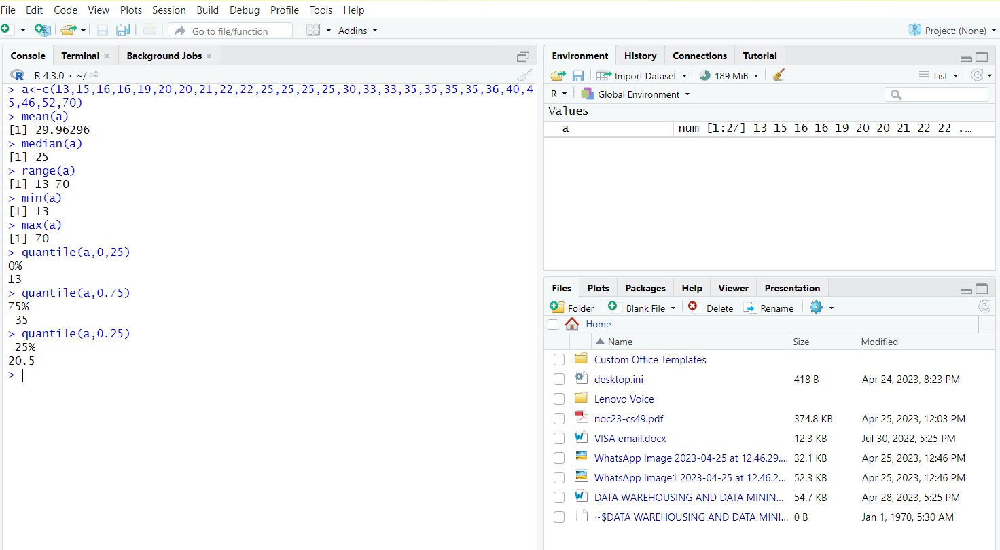 File Edit Code View Plots Session Build Debug Profile Tools Help
Go to file/function Addins Project: (None)
Console Terminal Background Jobs
R 4.3.0 · ~/
> a<-c(13,15,16,16,19,20,20,21,22,22,25,25,25,25,30,33,33,35,35,35,35,36,40,4
5,46,52,70)
> mean(a)
[1] 29.96296
> median(a)
[1] 25
> range(a)
[1] 13 70
> min(a)
[1] 13
> max(a)
[1] 70
> quantile(a,0,25)
0%
13
> quantile(a,0.75)
75%
35
> quantile(a,0.25)
25%
20.5
>
Environment History Connections Tutorial
Import Dataset 189 MiB List
R Global Environment
Values
a num [1:27] 13 15 16 16 19 20 20 21 22 22 ...
Files Plots Packages Help Viewer Presentation
Folder Blank File Delete Rename
Home ...
Name Size Modified
Custom Office Templates
desktop.ini 418 B Apr 24, 2023, 8:23 PM
Lenovo Voice
noc23-cs49.pdf 374.8 KB Apr 25, 2023, 12:03 PM
VISA email.docx 12.3 KB Jul 30, 2022, 5:25 PM
WhatsApp Image 2023-04-25 at 12.46.29.... 32.1 KB Apr 25, 2023, 12:46 PM
WhatsApp Image1 2023-04-25 at 12.46.2... 52.3 KB Apr 25, 2023, 12:46 PM
DATA WAREHOUSING AND DATA MININ... 54.7 KB Apr 28, 2023, 5:25 PM
~$DATA WAREHOUSING AND DATA MINI... 0 B Jan 1, 1970, 5:30 AM